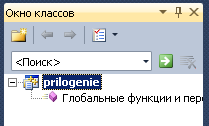 Окно классов
<Поиск>
prilogenie
Глобальные функции и пере